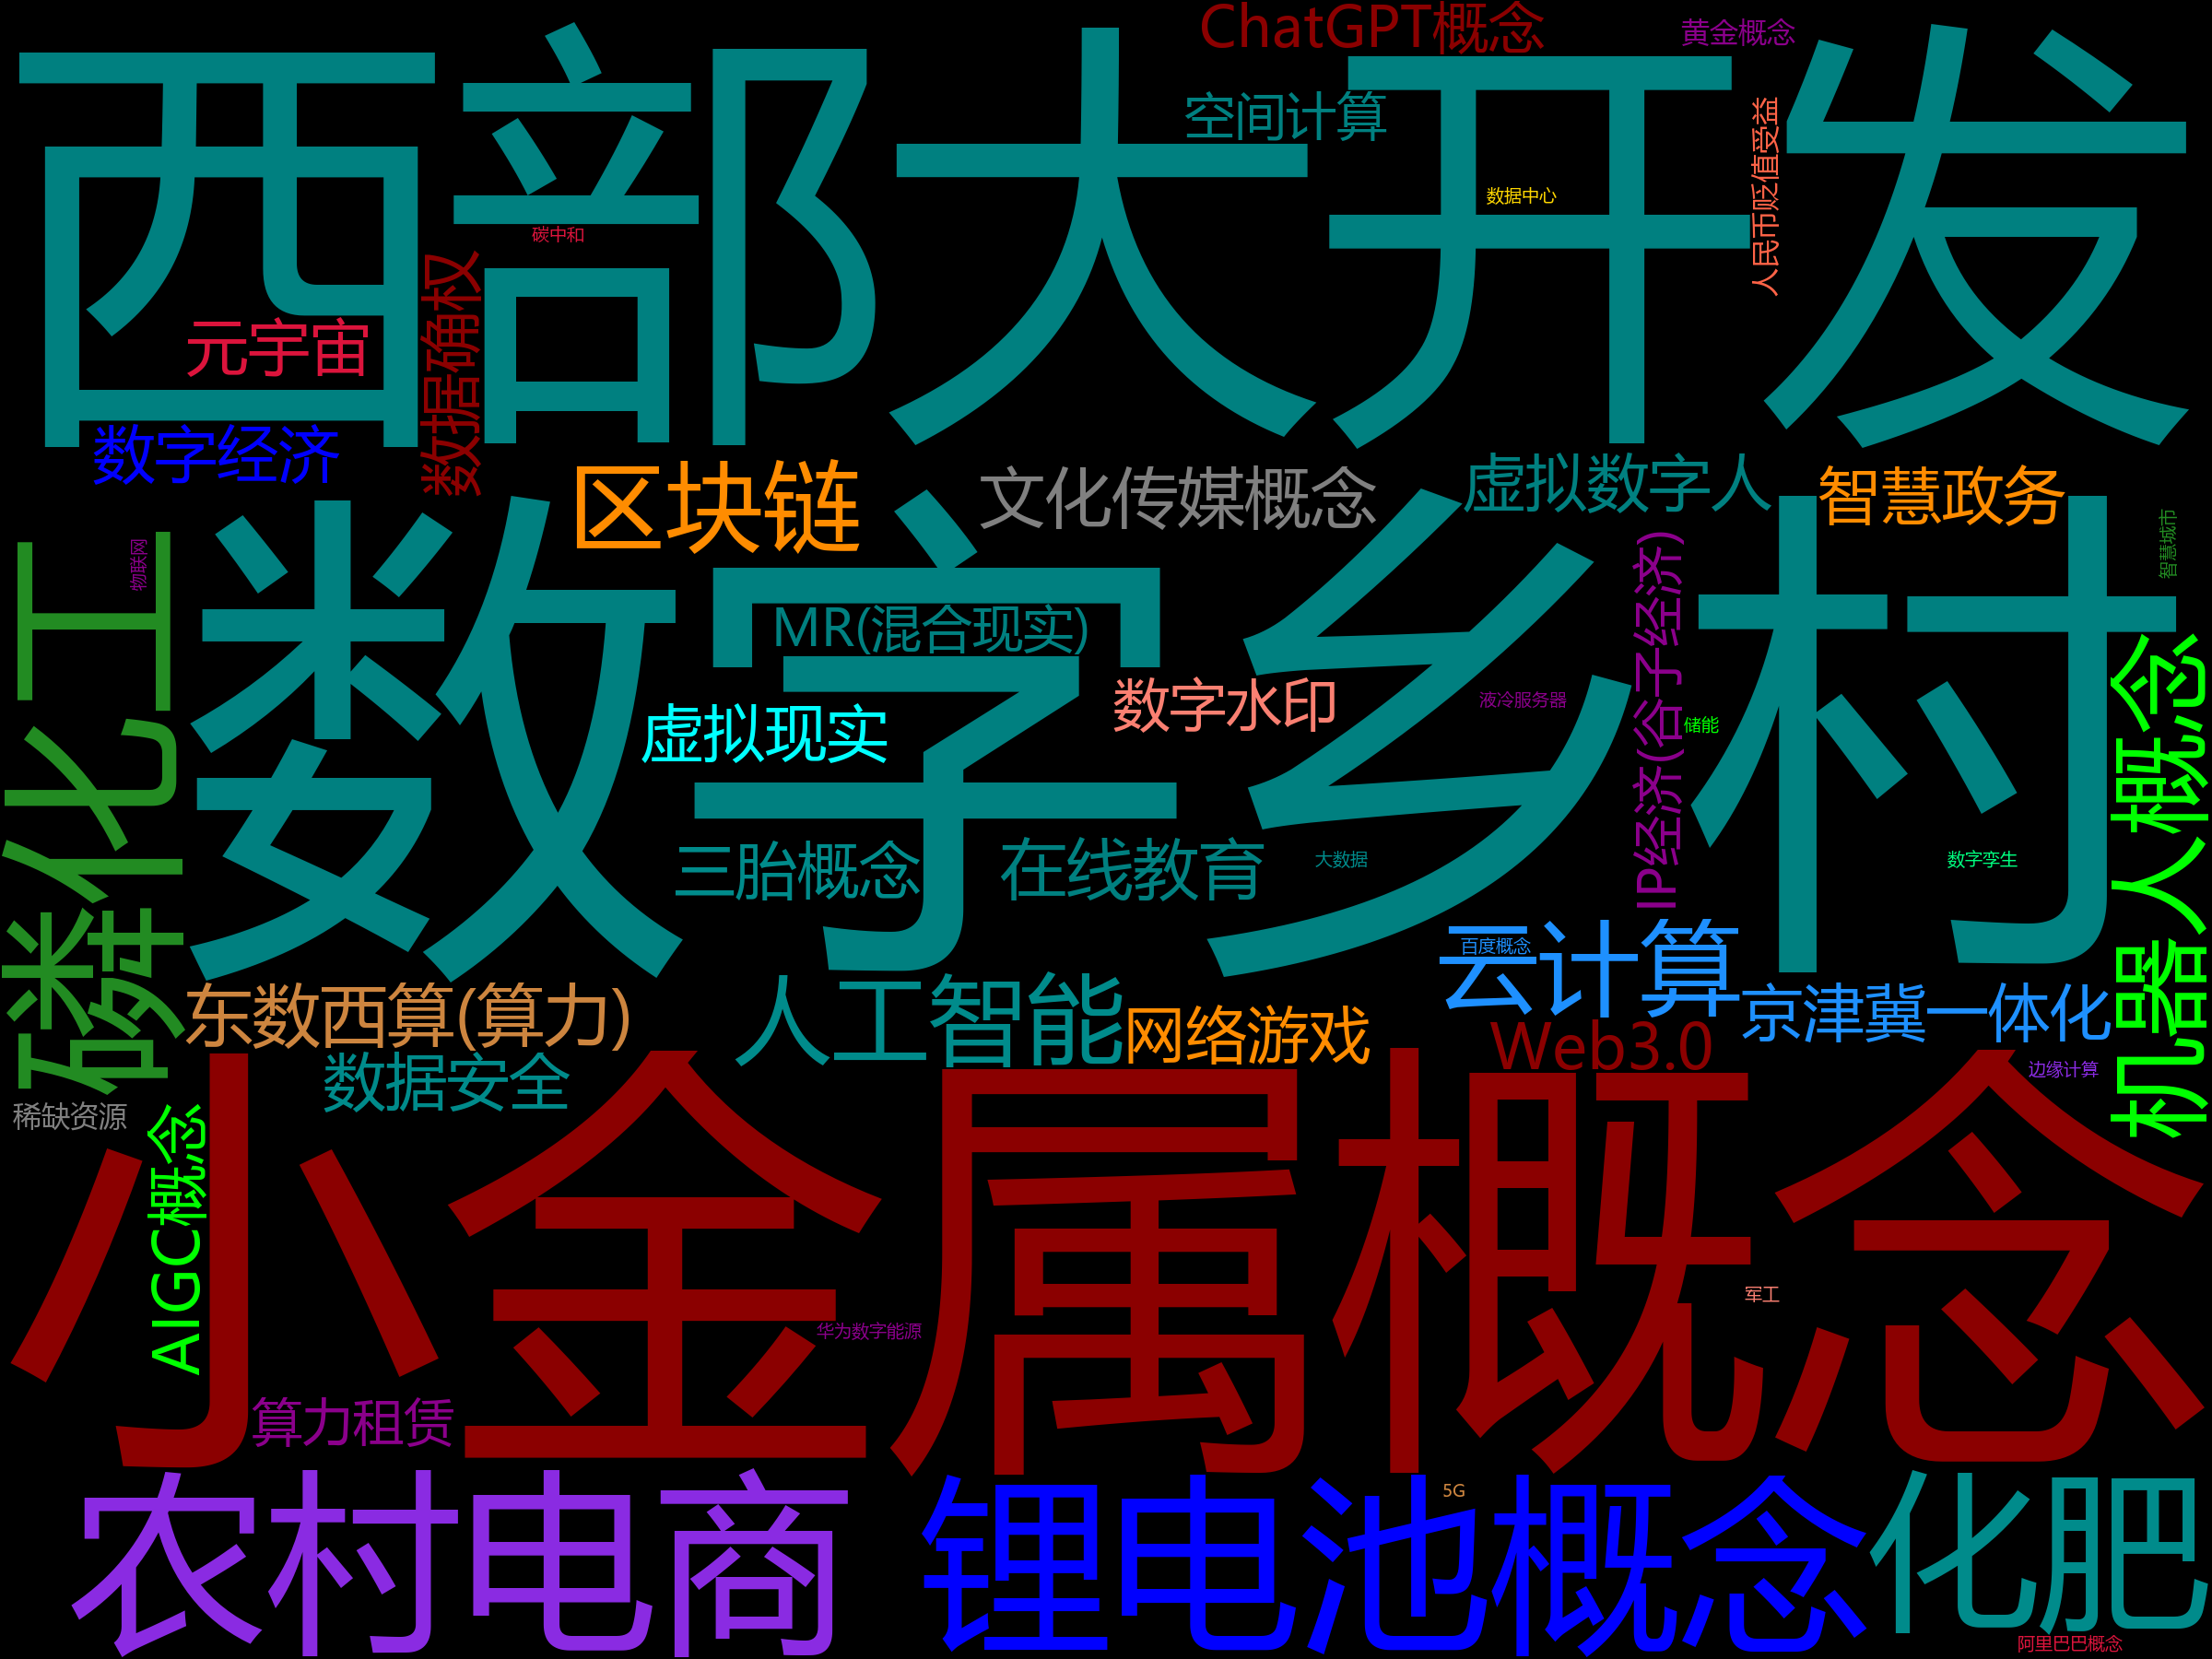 ChatGPT概念
黄金概念
西部大开发
空间计算
人民币贬值受益
数据中心
碳中和
数据确权
元宇宙
数字经济
区块链
文化传媒概念
虚拟数字人
智慧政务
数字乡村
磷化工
物联网
智慧城市
IP经济(谷子经济)
MR(混合现实)
机器人概念
数字水印
液冷服务器
虚拟现实
储能
三胎概念
在线教育
大数据
数字孪生
云计算
百度概念
东数西算(算力)
人工智能
网络游戏
京津冀一体化
Web3.0
数据安全
边缘计算
稀缺资源
小金属概念
AIGC概念
军工
华为数字能源
算力租赁
农村电商
锂电池概念
5G
化肥
阿里巴巴概念